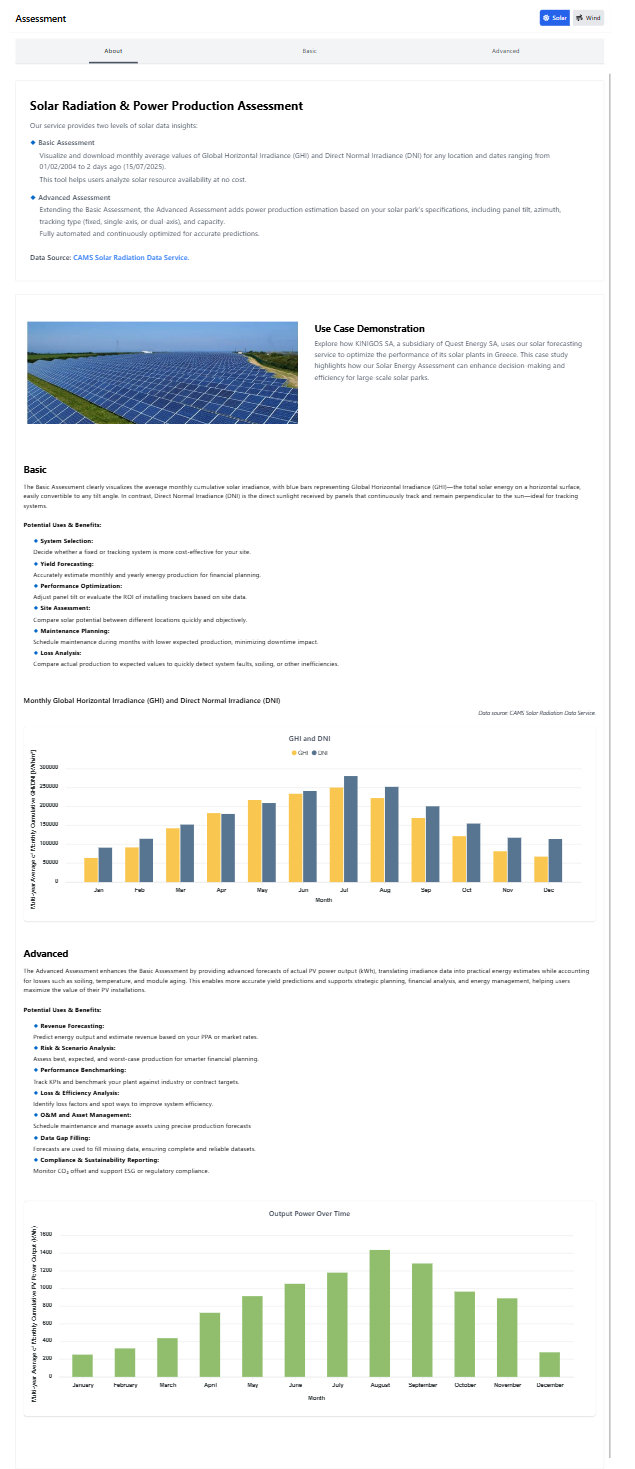 Assessment
Solar
Wind
About
Basic
Advanced
Solar Radiation & Power Production Assessment
Our service provides two levels of solar data insights:
Basic Assessment
Visualize and download monthly average values of Global Horizontal Irradiance (GHI) and Direct Normal Irradiance (DNI) for any location and dates ranging from
01/02/2004 to 2 days ago (15/07/2025).
This tool helps users analyze solar resource availability at no cost.
Advanced Assessment
Extending the Basic Assessment, the Advanced Assessment adds power production estimation based on your solar park's specifications, including panel tilt, azimuth,
tracking type (fixed, single-axis, or dual-axis), and capacity.
Fully automated and continuously optimized for accurate predictions.
Data Source: CAMS Solar Radiation Data Service.
Use Case Demonstration
Explore how KINIGOS SA, a subsidiary of Quest Energy SA, uses our solar forecasting
service to optimize the performance of its solar plants in Greece. This case study
highlights how our Solar Energy Assessment can enhance decision-making and
efficiency for large-scale solar parks.
Basic
The Basic Assessment clearly visualizes the average monthly cumulative solar irradiance, with blue bars representing Global Horizontal Irradiance (GHI)—the total solar energy on a horizontal surface,
easily convertible to any tilt angle. In contrast, Direct Normal Irradiance (DNI) is the direct sunlight received by panels that continuously track and remain perpendicular to the sun—ideal for tracking
systems.
Potential Uses & Benefits:
System Selection:
Decide whether a fixed or tracking system is more cost-effective for your site.
Yield Forecasting:
Accurately estimate monthly and yearly energy production for financial planning.
Performance Optimization:
Adjust panel tilt or evaluate the ROI of installing trackers based on site data.
Site Assessment:
Compare solar potential between different locations quickly and objectively.
Maintenance Planning:
Schedule maintenance during months with lower expected production, minimizing downtime impact.
Loss Analysis:
Compare actual production to expected values to quickly detect system faults, soiling, or other inefficiencies.
Monthly Global Horizontal Irradiance (GHI) and Direct Normal Irradiance (DNI)
Data source: CAMS Solar Radiation Data Service
GHI and DNI
GHI DNI
Multi-year Average of Monthly Cumulative GHI/DNI [kWh/m²]
300000
250000
200000
150000
100000
50000
0
Jan Feb Mar Apr May Jun Jul Aug Sep Oct Nov Dec
Month
Advanced
The Advanced Assessment enhances the Basic Assessment by providing advanced forecasts of actual PV power output (kWh), translating irradiance data into practical energy estimates while accounting
for losses such as soiling, temperature, and module aging. This enables more accurate yield predictions and supports strategic planning, financial analysis, and energy management, helping users
maximize the value of their PV installations.
Potential Uses & Benefits:
Revenue Forecasting:
Predict energy output and estimate revenue based on your PPA or market rates.
Risk & Scenario Analysis:
Assess best, expected, and worst-case production for smarter financial planning.
Performance Benchmarking:
Track KPIs and benchmark your plant against industry or contract targets.
Loss & Efficiency Analysis:
Identify loss factors and spot ways to improve system efficiency.
O&M and Asset Management:
Schedule maintenance and manage assets using precise production forecasts
Data Gap Filling:
Forecasts are used to fill missing data, ensuring complete and reliable datasets.
Compliance & Sustainability Reporting:
Monitor CO₂ offset and support ESG or regulatory compliance.
Output Power Over Time
Multi-year Average of Monthly Cumulative PV Power Output (kWh)
1600
1400
1200
1000
800
600
400
200
0
January February March April May June July August September October November December
Month